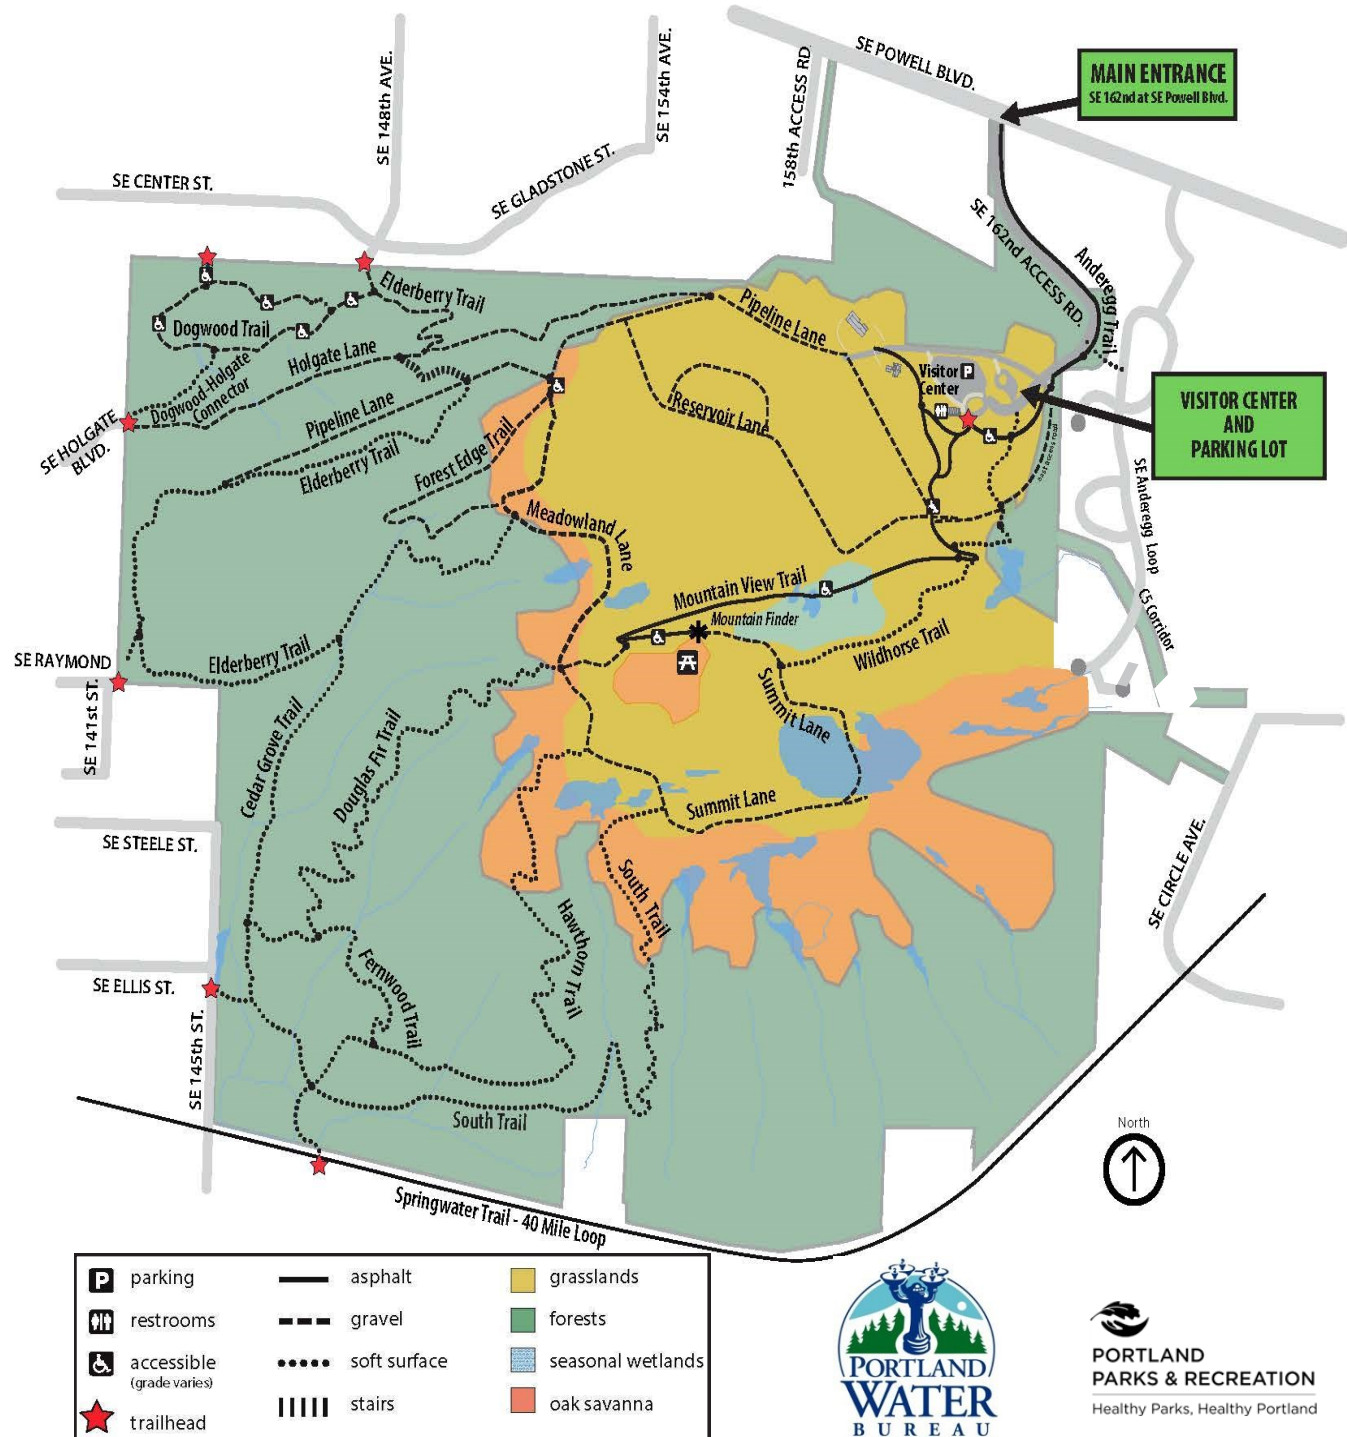 SE POWELL BLVD.
MAIN ENTRANCE
SE 162nd at SE Powell Blvd.
SE 148th AVE.
SE 154th AVE.
158th ACCESS RD.
SE CENTER ST.
SE GLADSTONE ST.
SE 162nd ACCESS RD.
Anderegg Trail
Elderberry Trail
Dogwood Trail
Pipeline Lane
Holgate Lane
Dogwood-Holgate
Connector
Visitor
Center
P
VISITOR CENTER
AND
PARKING LOT
SE HOLGATE
BLVD.
Pipeline Lane
Reservoir Lane
Elderberry Trail
Forest Edge Trail
Meadowland Lane
SE Anderegg Loop
C5 Corridor
Mountain View Trail
Mountain Finder
Wildhorse Trail
SE RAYMOND
Elderberry Trail
SE 141st ST.
Cedar Grove Trail
Douglas Fir Trail
Summit Lane
Summit Lane
SE STEELE ST.
SE CIRCLE AVE.
South Trail
Hawthorn Trail
Fernwood Trail
SE ELLIS ST.
SE 145th ST.
South Trail
North
Springwater Trail - 40 Mile Loop
P parking
asphalt
grasslands
restrooms
gravel
forests
accessible
(grade varies)
soft surface
seasonal wetlands
trailhead
stairs
oak savanna
PORTLAND
WATER
BUREAU
PORTLAND
PARKS & RECREATION
Healthy Parks, Healthy Portland